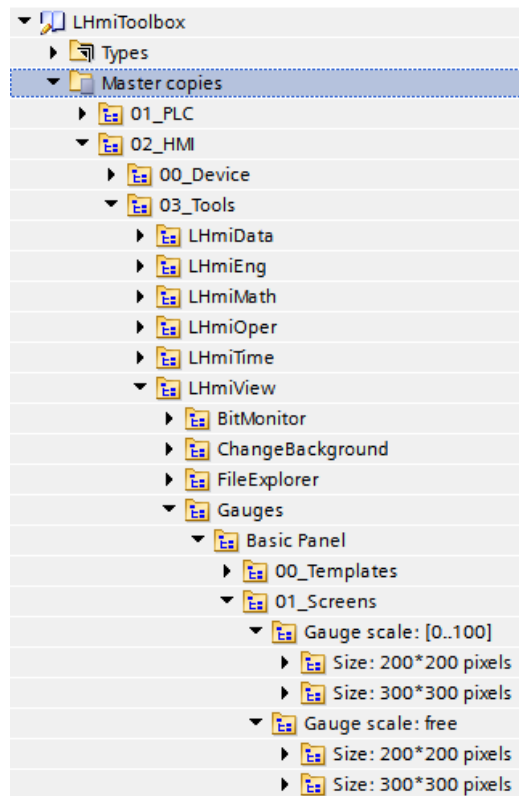 LHmiToolbox
Types
Master copies
01_PLC
02_HMI
00_Device
03_Tools
LHmiData
LHmiEng
LHmiMath
LHmiOper
LHmiTime
LHmiView
BitMonitor
ChangeBackground
FileExplorer
Gauges
Basic Panel
00_Templates
01_Screens
Gauge scale: [0..100]
Size: 200*200 pixels
Size: 300*300 pixels
Gauge scale: free
Size: 200*200 pixels
Size: 300*300 pixels